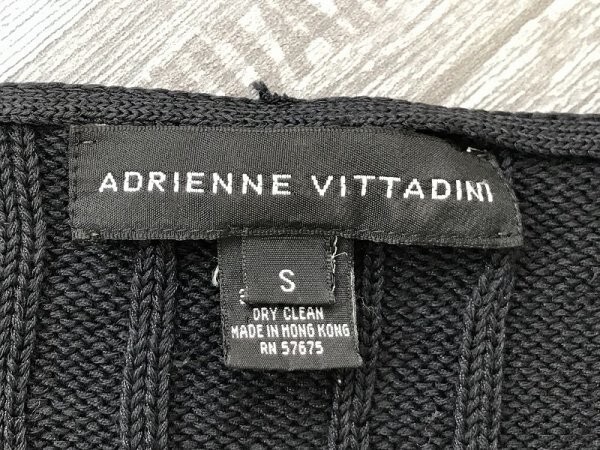 ADRIENNE VITTADINI
S
DRY CLEAN
MADE IN HONG KONG
RN 57675